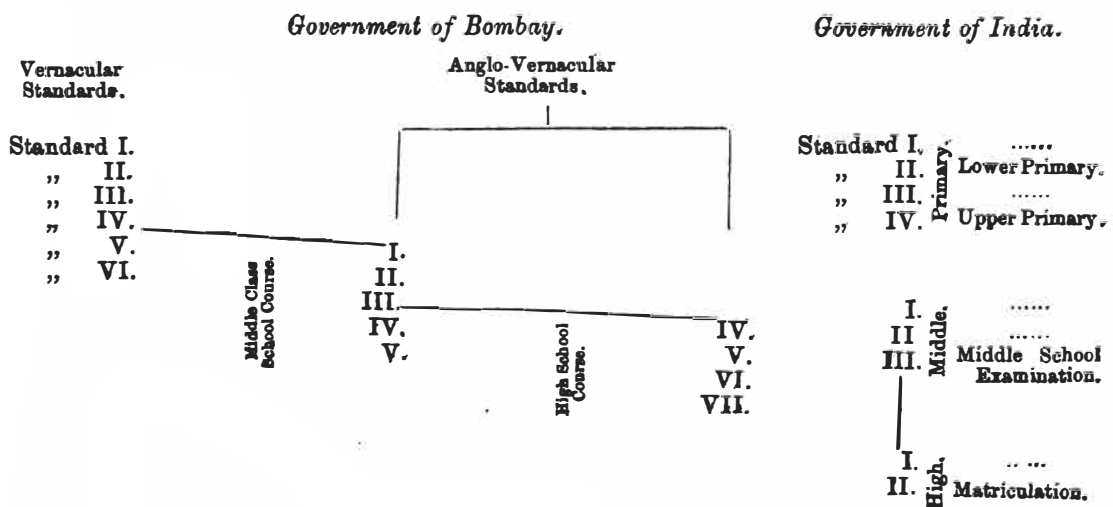 Government of Bombay.
Government of India.
Vernacular
Standards.
Anglo-Vernacular
Standards.
Standard I.
„ II.
„ III.
„ IV.
„ V.
„ VI.
Middle Class
School Course.
I.
II.
III.
IV.
V.
High School
Course.
IV.
V.
VI.
VII.
Standard I. ......
„ II. Lower Primary.
„ III. ......
„ IV. Upper Primary.
Primary.
I. ......
II ......
III. Middle School
Examination.
Middle.
I. ......
II. Matriculation.
High.